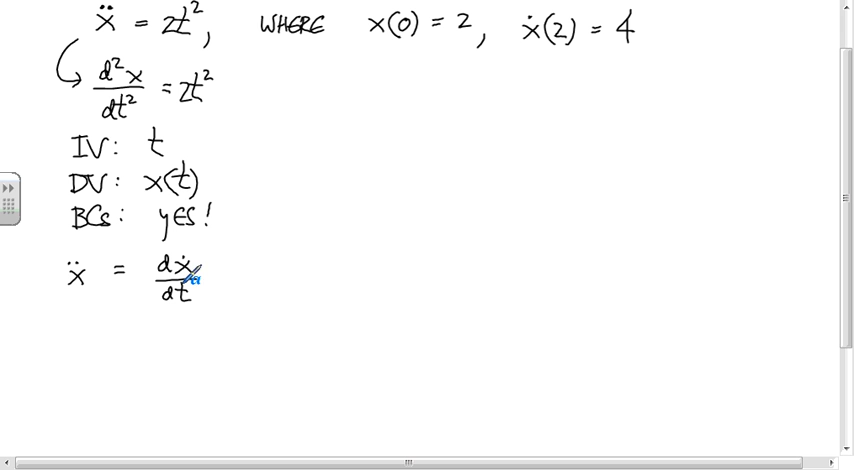 ẍ = 2t², WHERE x(0) = 2, ẋ(2) = 4
d²x/dt² = 2t²
IV: t
DV: x(t)
BCs: YES!
ẍ = dẋ/dt